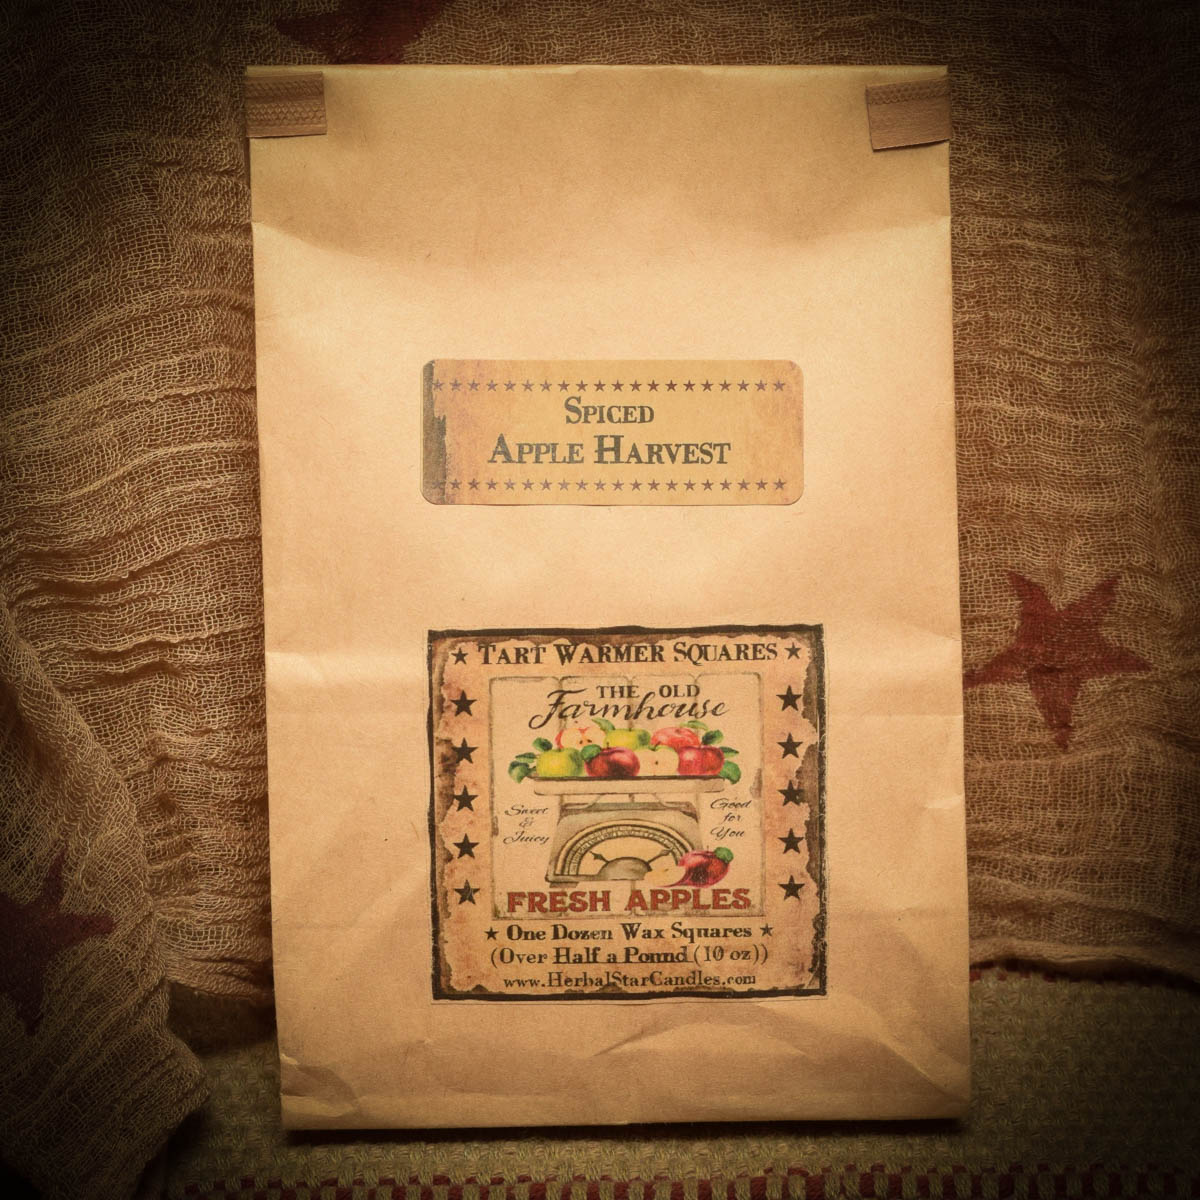 SPICED
APPLE HARVEST
TART WARMER SQUARES
THE OLD
Farmhouse
Sweet
&
Juicy
Good
for
You
FRESH APPLES
One Dozen Wax Squares
(Over Half a Pound (10 oz))
www.HerbalStarCandles.com